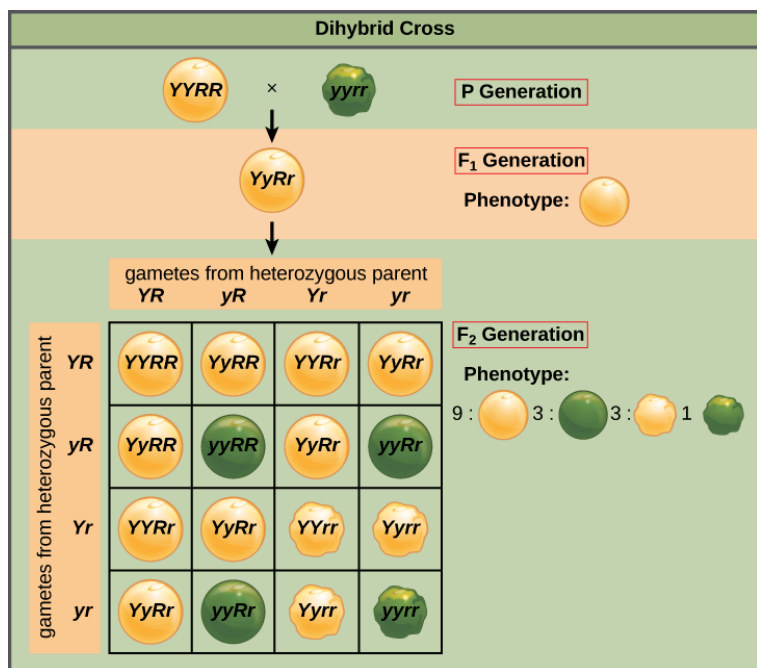 Dihybrid Cross
YYRR × yyrr
P Generation
YyRr
F₁ Generation
Phenotype:
gametes from heterozygous parent
YR yR Yr yr
gametes from heterozygous parent
YR YYRR YyRR YYRr YyRr
yR YyRR yyRR YyRr yyRr
Yr YYRr YyRr YYrr Yyrr
yr YyRr yyRr Yyrr yyrr
F₂ Generation
Phenotype:
9 : 3 : 3 : 1